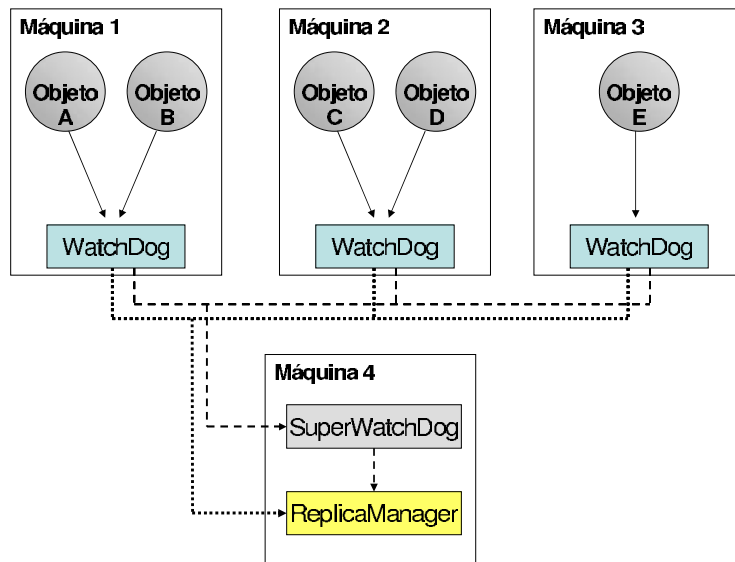 Máquina 1
Objeto
A
Objeto
B
WatchDog
Máquina 2
Objeto
C
Objeto
D
WatchDog
Máquina 3
Objeto
E
WatchDog
Máquina 4
SuperWatchDog
ReplicaManager